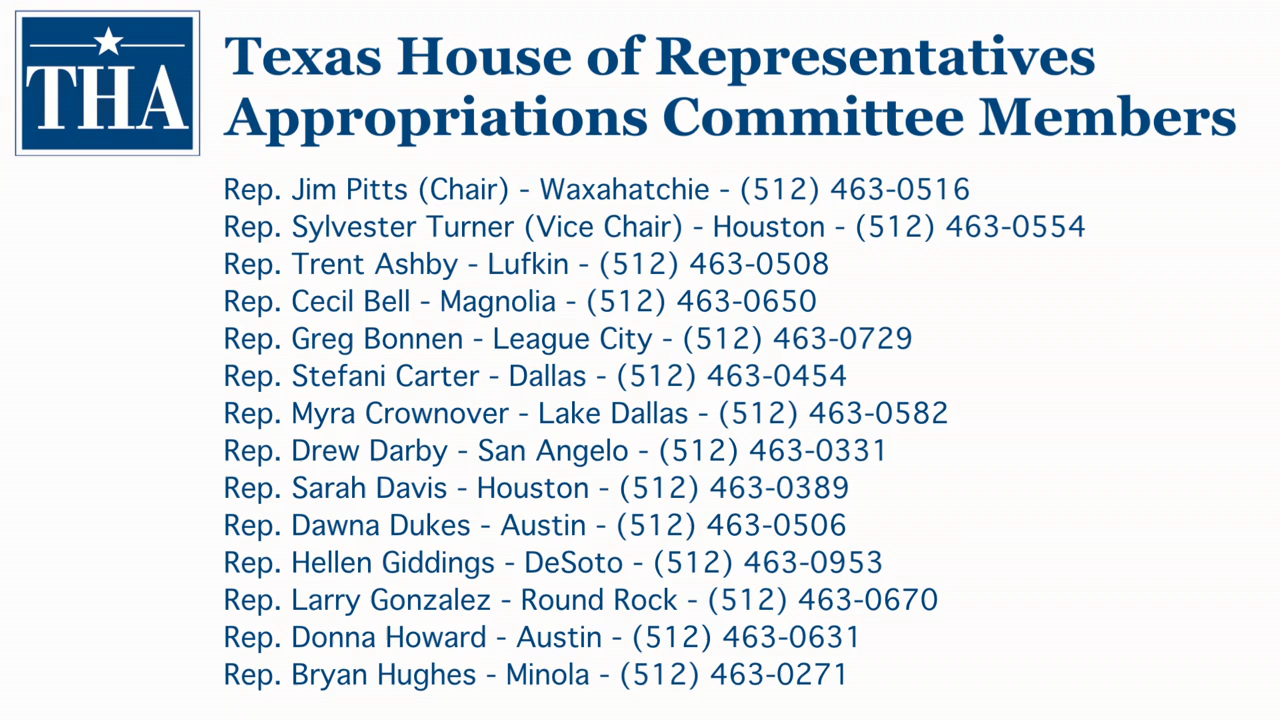 THA
Texas House of Representatives
Appropriations Committee Members
Rep. Jim Pitts (Chair) - Waxahatchie - (512) 463-0516
Rep. Sylvester Turner (Vice Chair) - Houston - (512) 463-0554
Rep. Trent Ashby - Lufkin - (512) 463-0508
Rep. Cecil Bell - Magnolia - (512) 463-0650
Rep. Greg Bonnen - League City - (512) 463-0729
Rep. Stefani Carter - Dallas - (512) 463-0454
Rep. Myra Crownover - Lake Dallas - (512) 463-0582
Rep. Drew Darby - San Angelo - (512) 463-0331
Rep. Sarah Davis - Houston - (512) 463-0389
Rep. Dawna Dukes - Austin - (512) 463-0506
Rep. Hellen Giddings - DeSoto - (512) 463-0953
Rep. Larry Gonzalez - Round Rock - (512) 463-0670
Rep. Donna Howard - Austin - (512) 463-0631
Rep. Bryan Hughes - Minola - (512) 463-0271